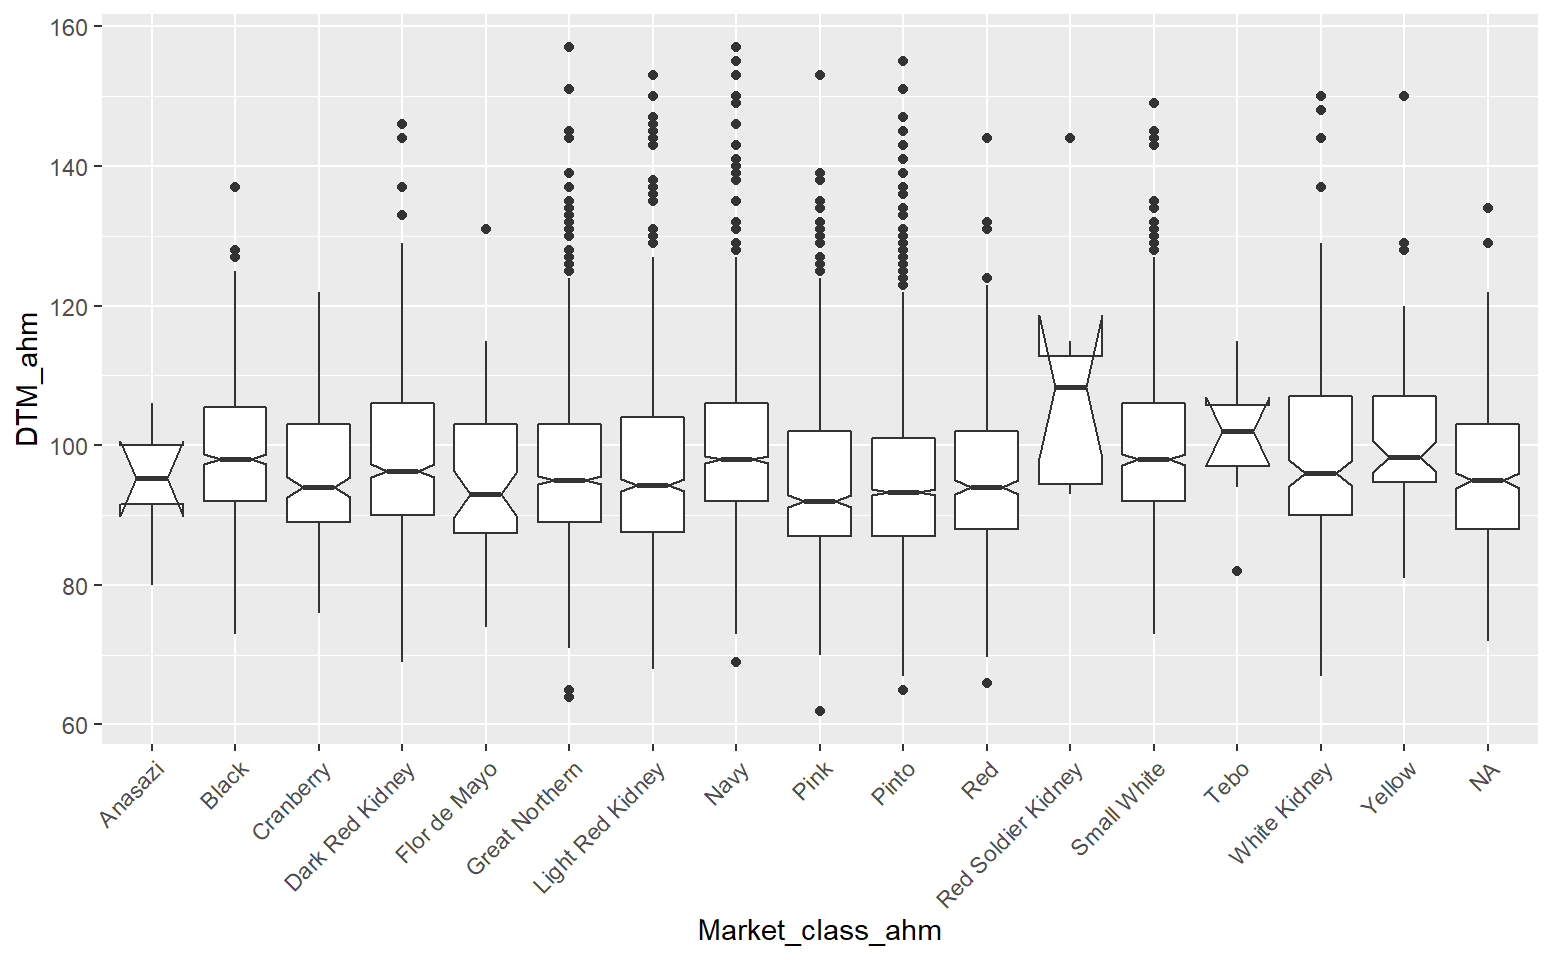 160
140
120
100
80
60
DTM_ahm
Anasazi
Black
Cranberry
Dark Red Kidney
Flor de Mayo
Great Northern
Light Red Kidney
Navy
Pink
Pinto
Red
Red Soldier Kidney
Small White
Tebo
White Kidney
Yellow
NA
Market_class_ahm